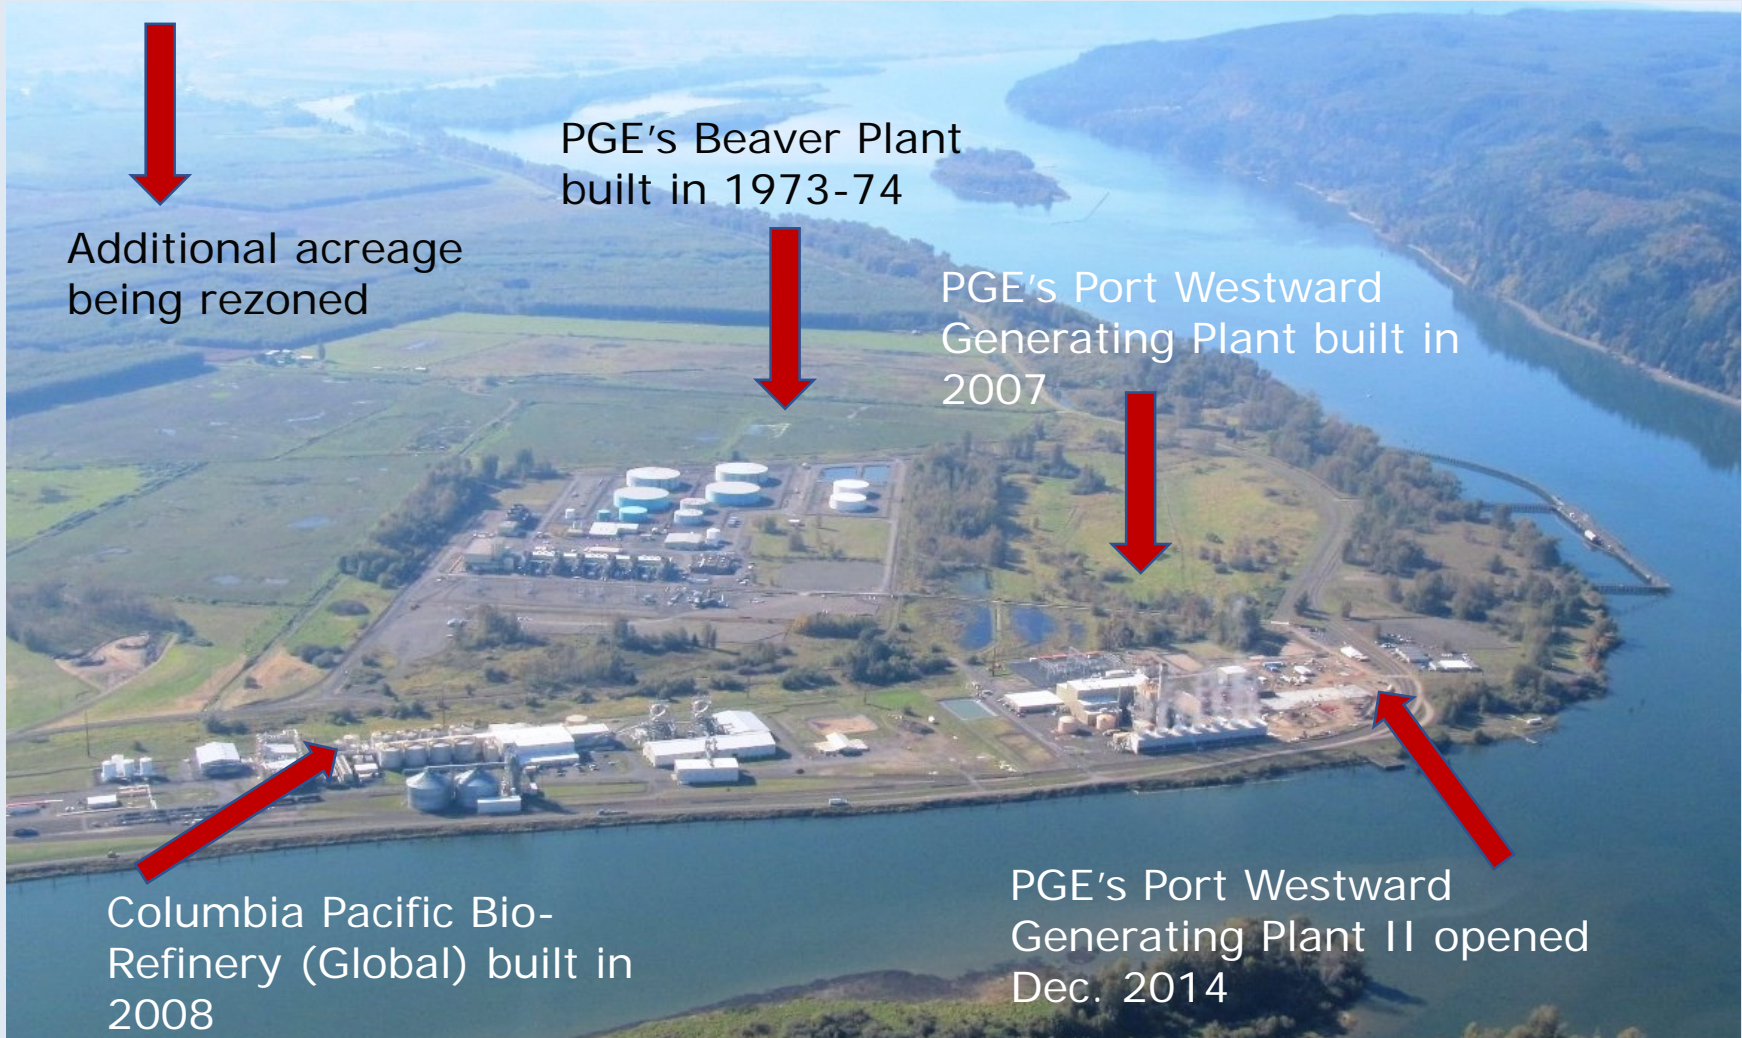 PGE's Beaver Plant
built in 1973-74
Additional acreage
being rezoned
PGE's Port Westward
Generating Plant built in
2007
Columbia Pacific Bio-
Refinery (Global) built in
2008
PGE's Port Westward
Generating Plant II opened
Dec. 2014